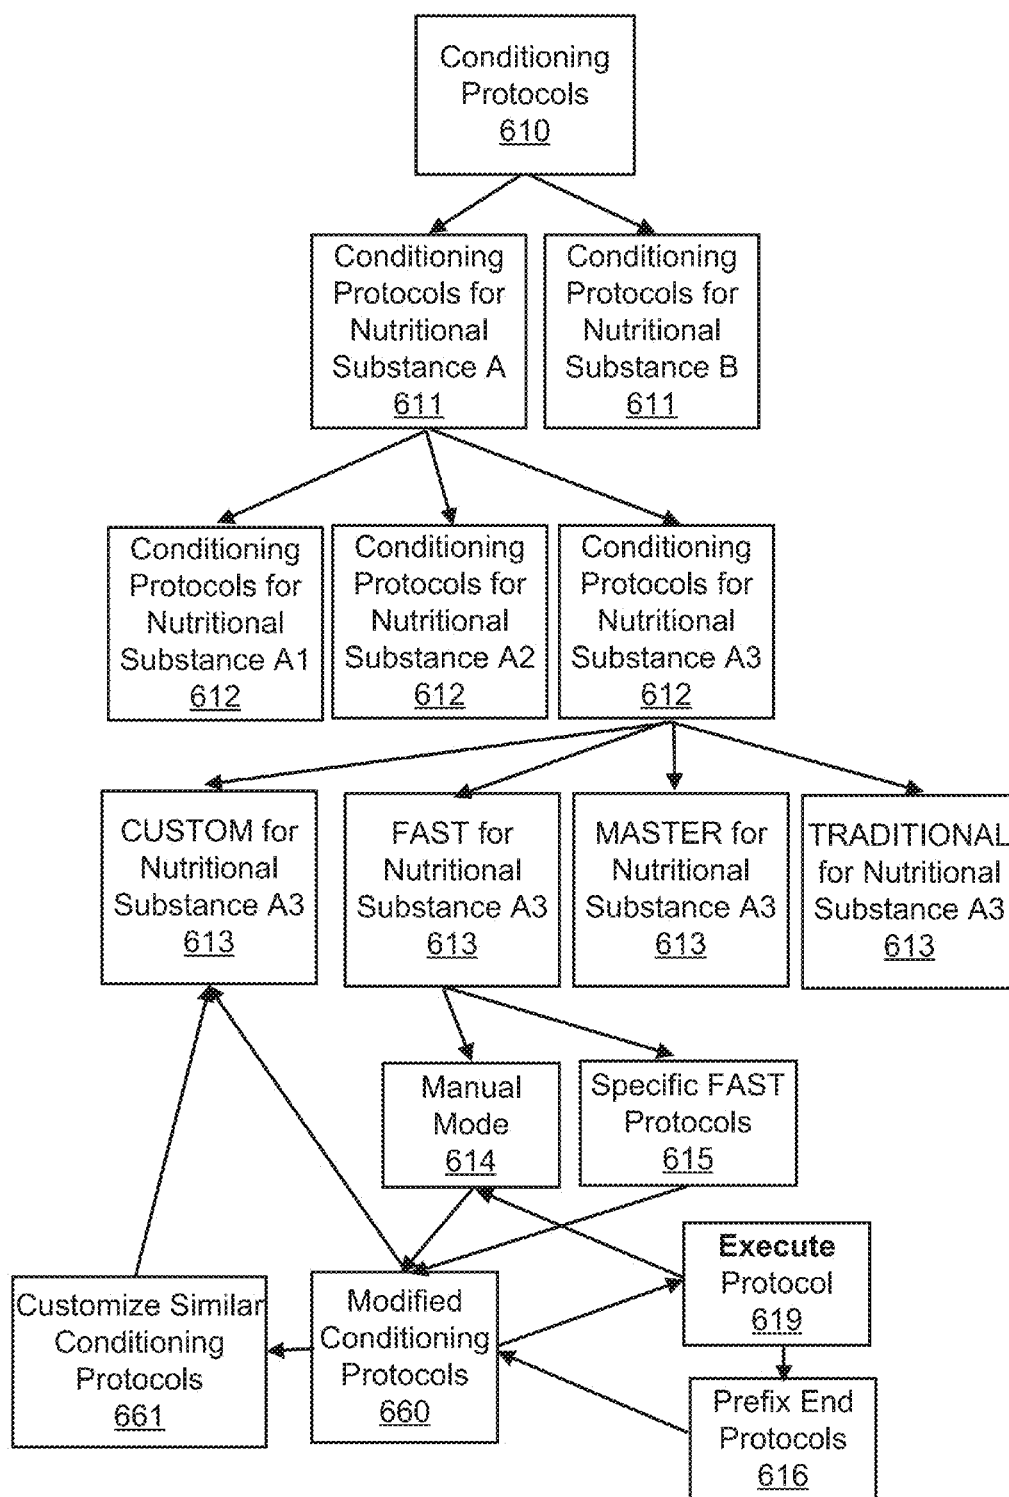 Conditioning
Protocols
610
Conditioning
Protocols for
Nutritional
Substance A
611
Conditioning
Protocols for
Nutritional
Substance B
611
Conditioning
Protocols for
Nutritional
Substance A1
612
Conditioning
Protocols for
Nutritional
Substance A2
612
Conditioning
Protocols for
Nutritional
Substance A3
612
CUSTOM for
Nutritional
Substance A3
613
FAST for
Nutritional
Substance A3
613
MASTER for
Nutritional
Substance A3
613
TRADITIONAL
for Nutritional
Substance A3
613
Manual
Mode
614
Specific FAST
Protocols
615
Execute
Protocol
619
Customize Similar
Conditioning
Protocols
661
Modified
Conditioning
Protocols
660
Prefix End
Protocols
616